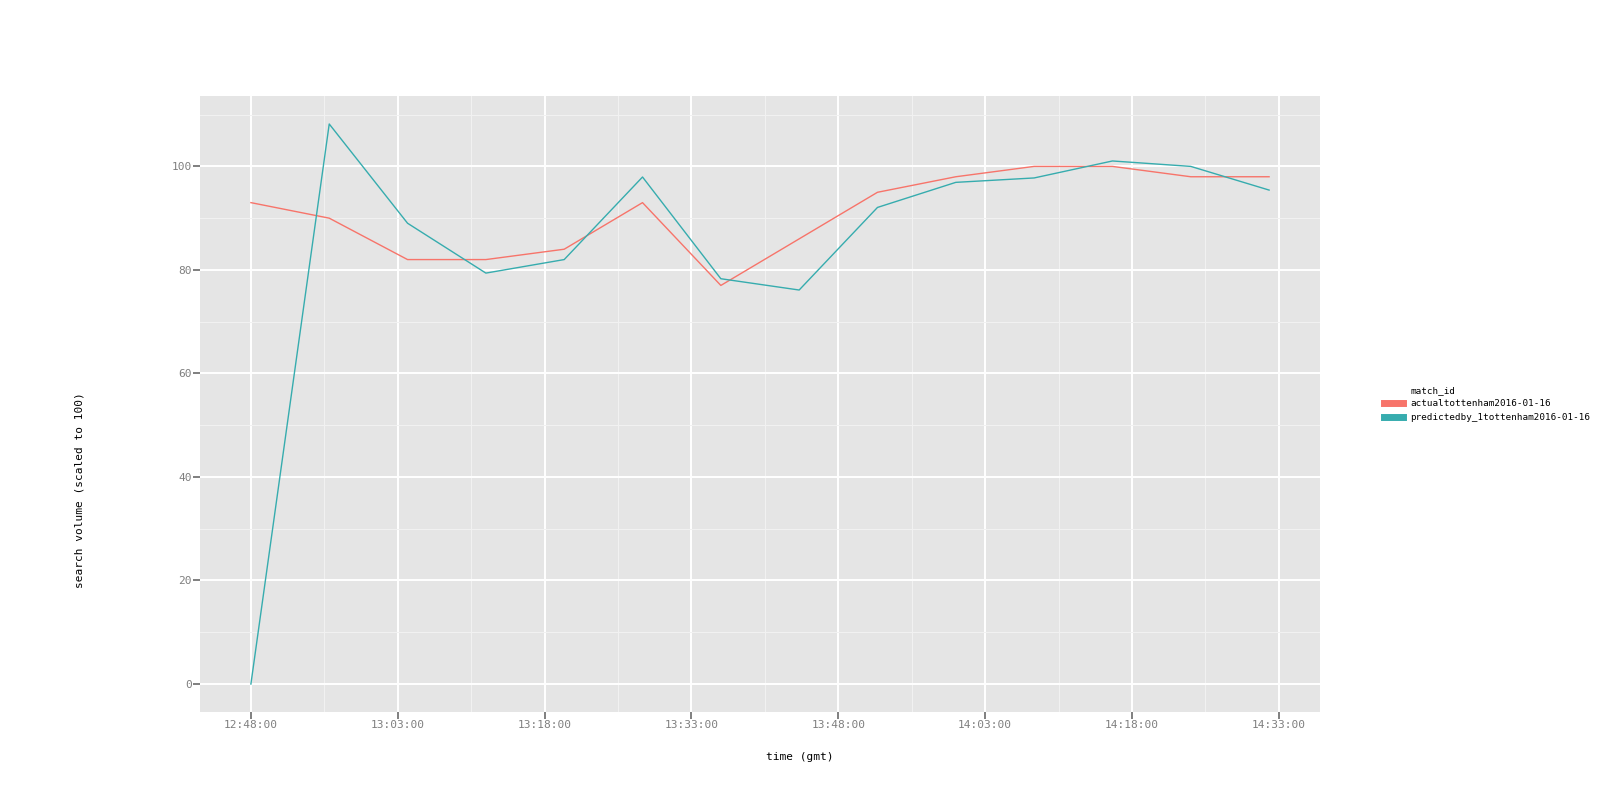 100
80
60
40
20
0
search volume (scaled to 100)
12:48:00 13:03:00 13:18:00 13:33:00 13:48:00 14:03:00 14:18:00 14:33:00
time (gmt)
match_id
actualtottenham2016-01-16
predictedby_1tottenham2016-01-16